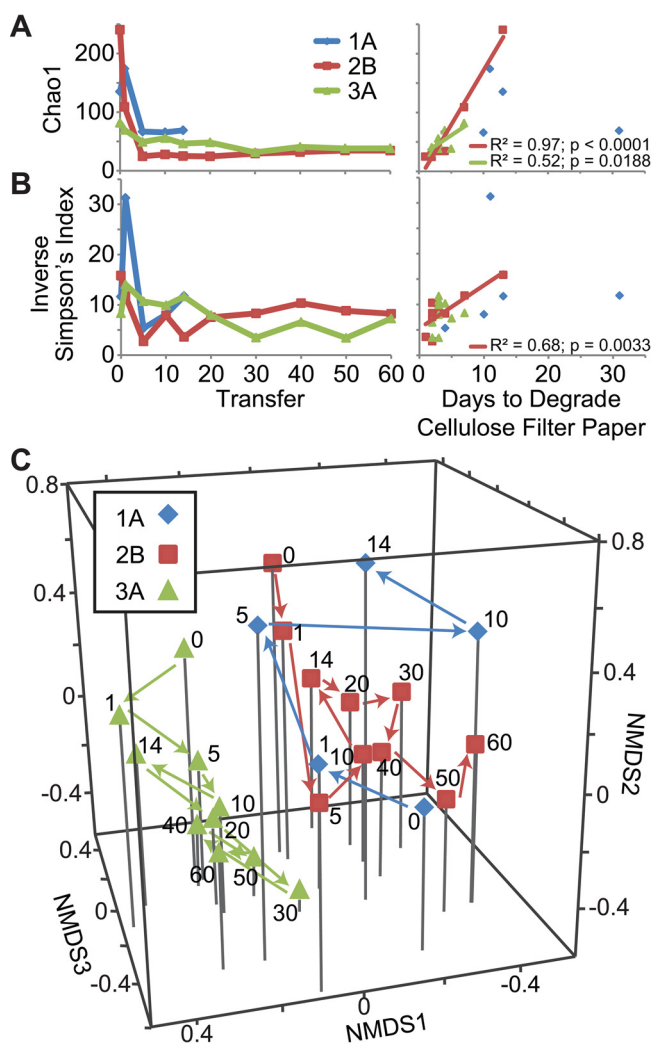 A
Chao1
200
100
0
1A
2B
3A
R² = 0.97; p < 0.0001
R² = 0.52; p = 0.0188
B
Inverse
Simpson's Index
30
20
10
0
0 10 20 30 40 50 60
Transfer
R² = 0.68; p = 0.0033
0 10 20 30
Days to Degrade
Cellulose Filter Paper
C
0.8
0.4
0
-0.4
1A
2B
3A
0.8
0.4
0
-0.4
NMDS2
0.4
0
-0.4
NMDS3
0.4
0
-0.4
NMDS1
0
14
5
1
10
0
14
20
30
1
5
1
10
40
60
14
50
10
5
0
40
20
60
50
30